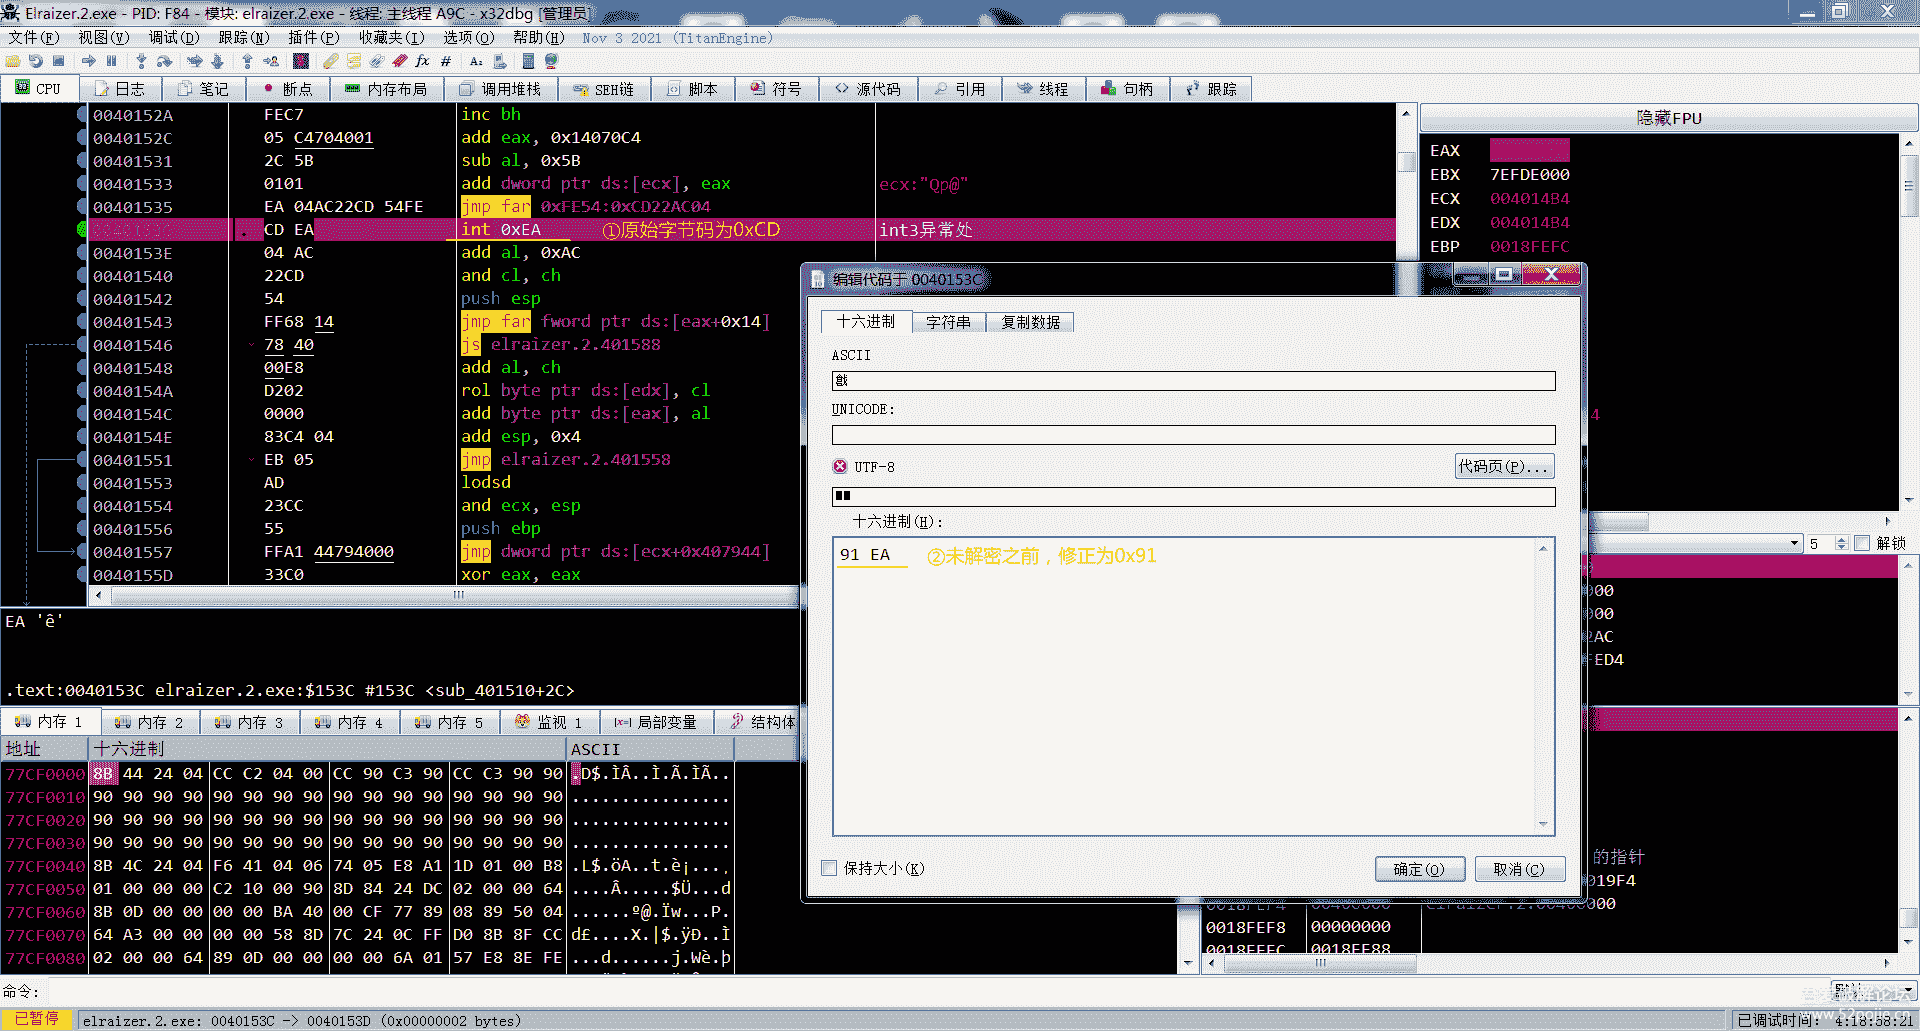 Elraizer.2.exe - PID: F84 - 模块: elraizer.2.exe - 线程: 主线程 A9C - x32dbg [管理员]
文件(F) 视图(V) 调试(D) 跟踪(N) 插件(P) 收藏夹(I) 选项(O) 帮助(H) Nov 3 2021 (TitanEngine)
CPU 日志 笔记 断点 内存布局 调用堆栈 SEH链 脚本 符号 源代码 引用 线程 句柄 跟踪
0040152A FEC7 inc bh
0040152C 05 C4704001 add eax, 0x14070C4
00401531 2C 5B sub al, 0x5B
00401533 0101 add dword ptr ds:[ecx], eax ecx:"Qp@"
00401535 EA 04AC22CD 54FE jmp far 0xFE54:0xCD22AC04
CD EA int 0xEA ①原始字节码为0xCD int3异常处
0040153E 04 AC add al, 0xAC
00401540 22CD and cl, ch
00401542 54 push esp
00401543 FF68 14 jmp far fword ptr ds:[eax+0x14]
00401546 78 40 js elraizer.2.401588
00401548 00E8 add al, ch
0040154A D202 rol byte ptr ds:[edx], cl
0040154C 0000 add byte ptr ds:[eax], al
0040154E 83C4 04 add esp, 0x4
00401551 EB 05 jmp elraizer.2.401558
00401553 AD lodsd
00401554 23CC and ecx, esp
00401556 55 push ebp
00401557 FFA1 44794000 jmp dword ptr ds:[ecx+0x407944]
0040155D 33C0 xor eax, eax
隐藏FPU
EAX
EBX 7EFDE000
ECX 004014B4
EDX 004014B4
EBP 0018FEFC
编辑代码于 0040153C
十六进制 字符串 复制数据
ASCII
戤
UNICODE:
UTF-8
代码页(P)...
十六进制(H):
91 EA ②未解密之前，修正为0x91
保持大小(K)
确定(O) 取消(C)
5 解锁
的指针
EA 'ê'
.text:0040153C elraizer.2.exe:$153C #153C <sub_401510+2C>
内存 1 内存 2 内存 3 内存 4 内存 5 监视 1 局部变量 结构体
地址 十六进制 ASCII
77CF0000 8B 44 24 04 CC C2 04 00 CC 90 C3 90 CC C3 90 90 .D$.ÌÂ..Ì.Ã.ÌÃ..
77CF0010 90 90 90 90 90 90 90 90 90 90 90 90 90 90 90 90 ................
77CF0020 90 90 90 90 90 90 90 90 90 90 90 90 90 90 90 90 ................
77CF0030 90 90 90 90 90 90 90 90 90 90 90 90 90 90 90 90 ................
77CF0040 8B 4C 24 04 F6 41 04 06 74 05 E8 A1 1D 01 00 B8 .L$.öA..t.è¡...¸
77CF0050 01 00 00 00 C2 10 00 90 8D 84 24 DC 02 00 00 64 ....Â.....$Ü...d
77CF0060 8B 0D 00 00 00 00 BA 40 00 CF 77 89 08 89 50 04 ......º@.Ïw...P.
77CF0070 64 A3 00 00 00 00 58 8D 7C 24 0C FF D0 8B 8F CC d£....X.|$.ÿÐ..Ì
77CF0080 02 00 00 64 89 0D 00 00 00 00 6A 01 57 E8 8E FE ...d......j.Wè.þ
0018FEF8 00000000
0018FEFC 0018FF88
命令: 默认
已暂停 elraizer.2.exe: 0040153C -> 0040153D (0x00000002 bytes) 已调试时间: 4:18:58:21
吾爱破解论坛
www.52pojie.cn